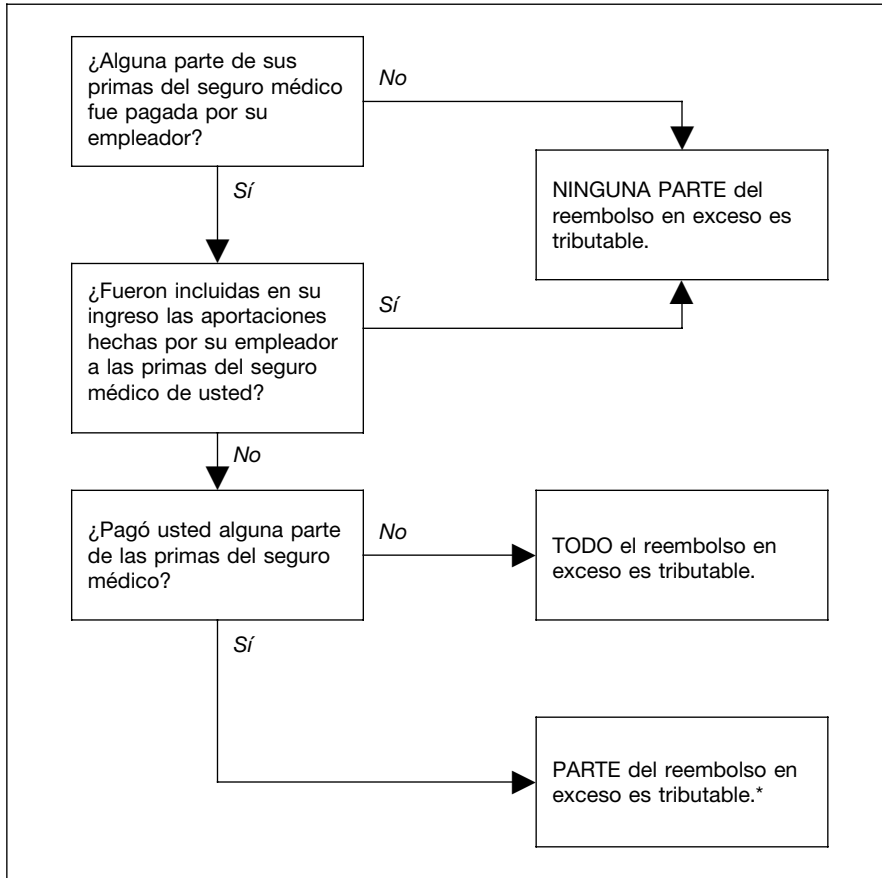 ¿Alguna parte de sus
primas del seguro médico
fue pagada por su
empleador?
No
Sí
NINGUNA PARTE del
reembolso en exceso es
tributable.
¿Fueron incluidas en su
ingreso las aportaciones
hechas por su empleador
a las primas del seguro
médico de usted?
Sí
No
¿Pagó usted alguna parte
de las primas del seguro
médico?
No
TODO el reembolso en
exceso es tributable.
Sí
PARTE del reembolso en
exceso es tributable.*